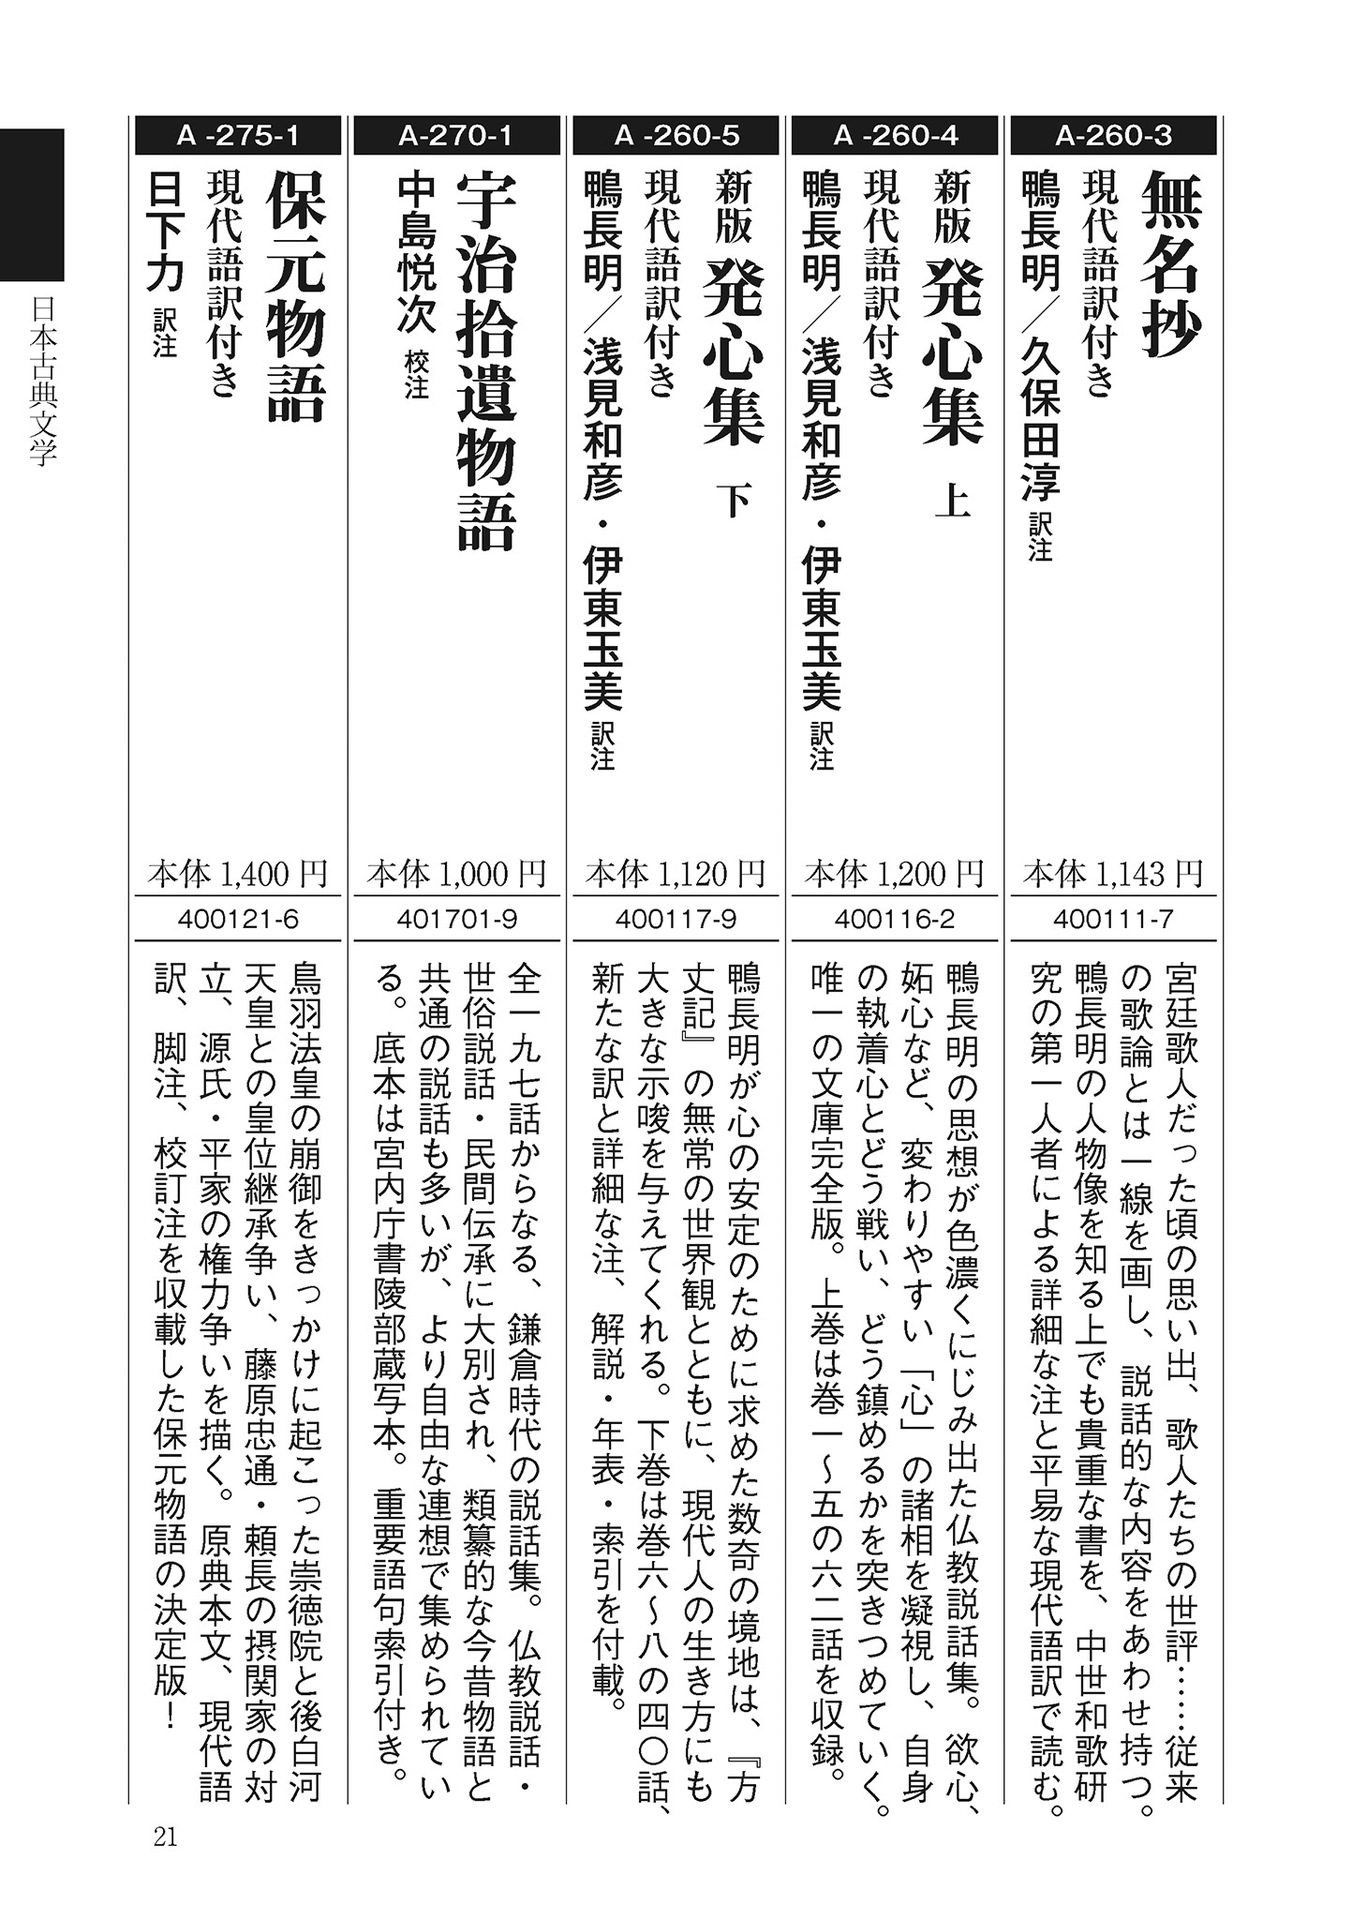 日本古典文学
A-260-3
無名抄
現代語訳付き
鴨長明／久保田淳 訳注
本体 1,143 円
400111-7
宮廷歌人だった頃の思い出、歌人たちの世評……従来
の歌論とは一線を画し、説話的な内容をあわせ持つ。
鴨長明の人物像を知る上でも貴重な書を、中世和歌研
究の第一人者による詳細な注と平易な現代語訳で読む。
A -260-4
新版 発心集 上
現代語訳付き
鴨長明／浅見和彦・伊東玉美 訳注
本体 1,200 円
400116-2
鴨長明の思想が色濃くにじみ出た仏教説話集。欲心、
妬心など、変わりやすい「心」の諸相を凝視し、自身
の執着心とどう戦い、どう鎮めるかを突きつめていく。
唯一の文庫完全版。上巻は巻一～五の六二話を収録。
A -260-5
新版 発心集 下
現代語訳付き
鴨長明／浅見和彦・伊東玉美 訳注
本体 1,120 円
400117-9
鴨長明が心の安定のために求めた数奇の境地は、『方
丈記』の無常の世界観とともに、現代人の生き方にも
大きな示唆を与えてくれる。下巻は巻六～八の四〇話、
新たな訳と詳細な注、解説・年表・索引を付載。
A-270-1
宇治拾遺物語
中島悦次 校注
本体 1,000 円
401701-9
全一九七話からなる、鎌倉時代の説話集。仏教説話・
世俗説話・民間伝承に大別され、類纂的な今昔物語と
共通の説話も多いが、より自由な連想で集められてい
る。底本は宮内庁書陵部蔵写本。重要語句索引付き。
A -275-1
保元物語
現代語訳付き
日下力 訳注
本体 1,400 円
400121-6
鳥羽法皇の崩御をきっかけに起こった崇徳院と後白河
天皇との皇位継承争い、藤原忠通・頼長の摂関家の対
立、源氏・平家の権力争いを描く。原典本文、現代語
訳、脚注、校訂注を収載した保元物語の決定版！
21